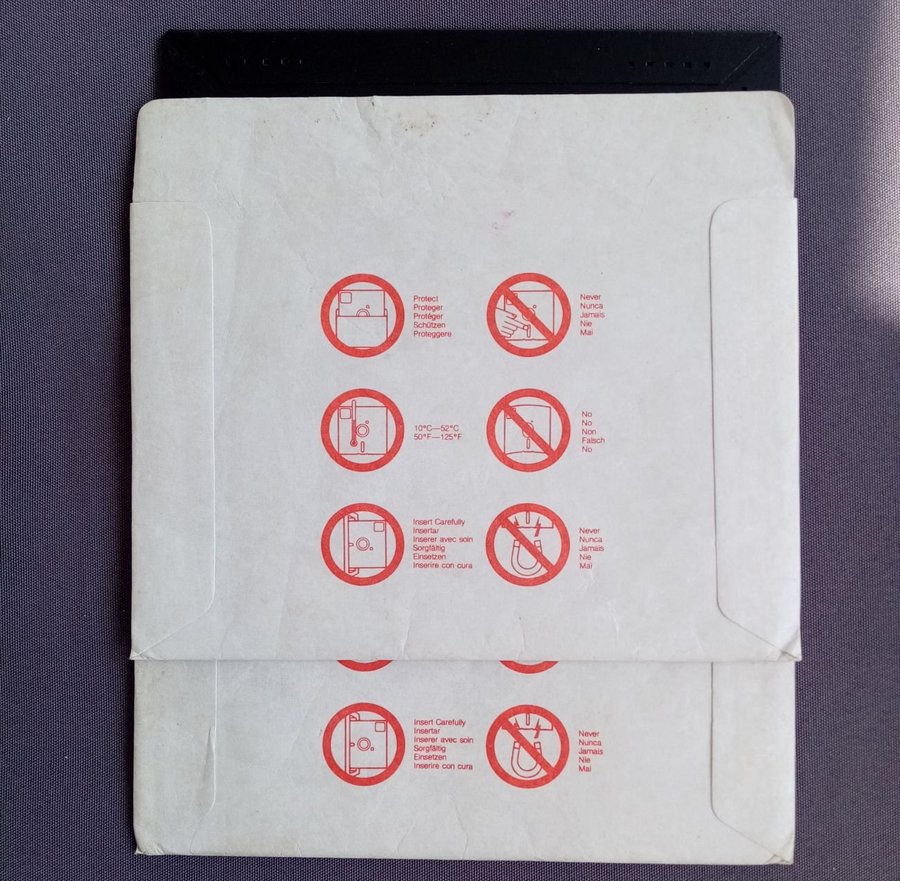 Protect
Proteger
Protéger
Schützen
Proteggere
Never
Nunca
Jamais
Nie
Mai
10°C—52°C
50°F—125°F
No
No
Non
Falsch
No
Insert Carefully
Insertar
Inserer avec soin
Sorgfältig
Einsetzen
Inserire con cura
Never
Nunca
Jamais
Nie
Mai
Insert Carefully
Insertar
Inserer avec soin
Sorgfältig
Einsetzen
Inserire con cura
Never
Nunca
Jamais
Nie
Mai